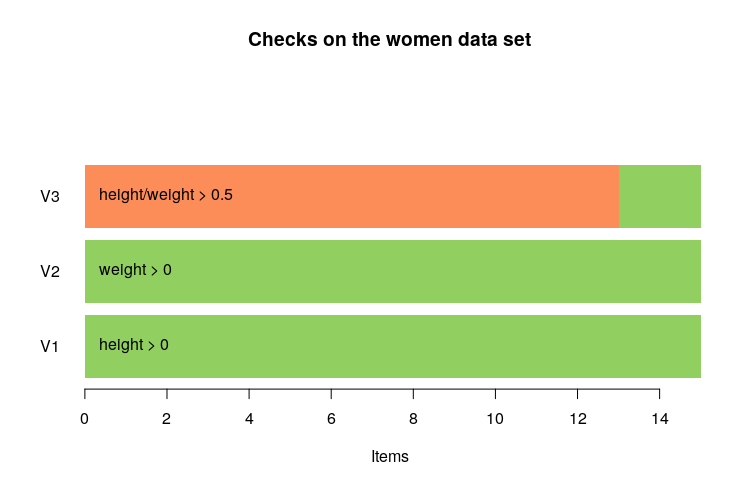 Checks on the women data set
V3 height/weight > 0.5
V2 weight > 0
V1 height > 0
0 2 4 6 8 10 12 14
Items